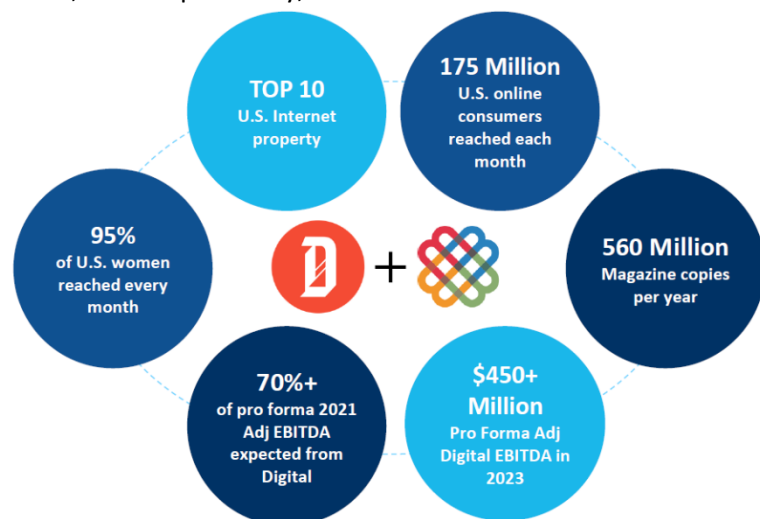 TOP 10
U.S. Internet
property
175 Million
U.S. online
consumers
reached each
month
95%
of U.S. women
reached every
month
D
+
560 Million
Magazine copies
per year
70%+
of pro forma 2021
Adj EBITDA
expected from
Digital
$450+
Million
Pro Forma Adj
Digital EBITDA in
2023